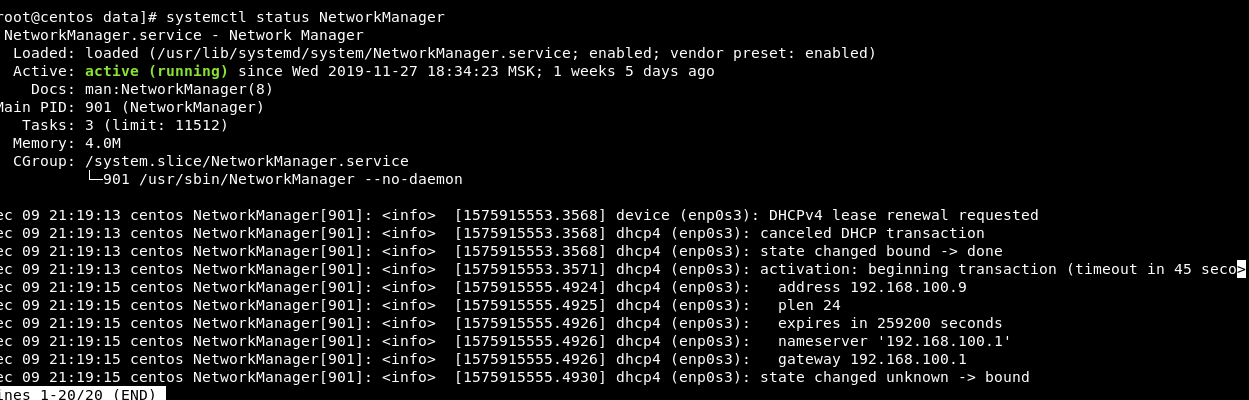 root@centos data]# systemctl status NetworkManager
NetworkManager.service - Network Manager
Loaded: loaded (/usr/lib/systemd/system/NetworkManager.service; enabled; vendor preset: enabled)
Active: active (running) since Wed 2019-11-27 18:34:23 MSK; 1 weeks 5 days ago
Docs: man:NetworkManager(8)
Main PID: 901 (NetworkManager)
Tasks: 3 (limit: 11512)
Memory: 4.0M
CGroup: /system.slice/NetworkManager.service
└─901 /usr/sbin/NetworkManager --no-daemon
ec 09 21:19:13 centos NetworkManager[901]: <info>  [1575915553.3568] device (enp0s3): DHCPv4 lease renewal requested
ec 09 21:19:13 centos NetworkManager[901]: <info>  [1575915553.3568] dhcp4 (enp0s3): canceled DHCP transaction
ec 09 21:19:13 centos NetworkManager[901]: <info>  [1575915553.3568] dhcp4 (enp0s3): state changed bound -> done
ec 09 21:19:13 centos NetworkManager[901]: <info>  [1575915553.3571] dhcp4 (enp0s3): activation: beginning transaction (timeout in 45 seco>
ec 09 21:19:15 centos NetworkManager[901]: <info>  [1575915555.4924] dhcp4 (enp0s3):   address 192.168.100.9
ec 09 21:19:15 centos NetworkManager[901]: <info>  [1575915555.4925] dhcp4 (enp0s3):   plen 24
ec 09 21:19:15 centos NetworkManager[901]: <info>  [1575915555.4926] dhcp4 (enp0s3):   expires in 259200 seconds
ec 09 21:19:15 centos NetworkManager[901]: <info>  [1575915555.4926] dhcp4 (enp0s3):   nameserver '192.168.100.1'
ec 09 21:19:15 centos NetworkManager[901]: <info>  [1575915555.4926] dhcp4 (enp0s3):   gateway 192.168.100.1
ec 09 21:19:15 centos NetworkManager[901]: <info>  [1575915555.4930] dhcp4 (enp0s3): state changed unknown -> bound
ines 1-20/20 (END)